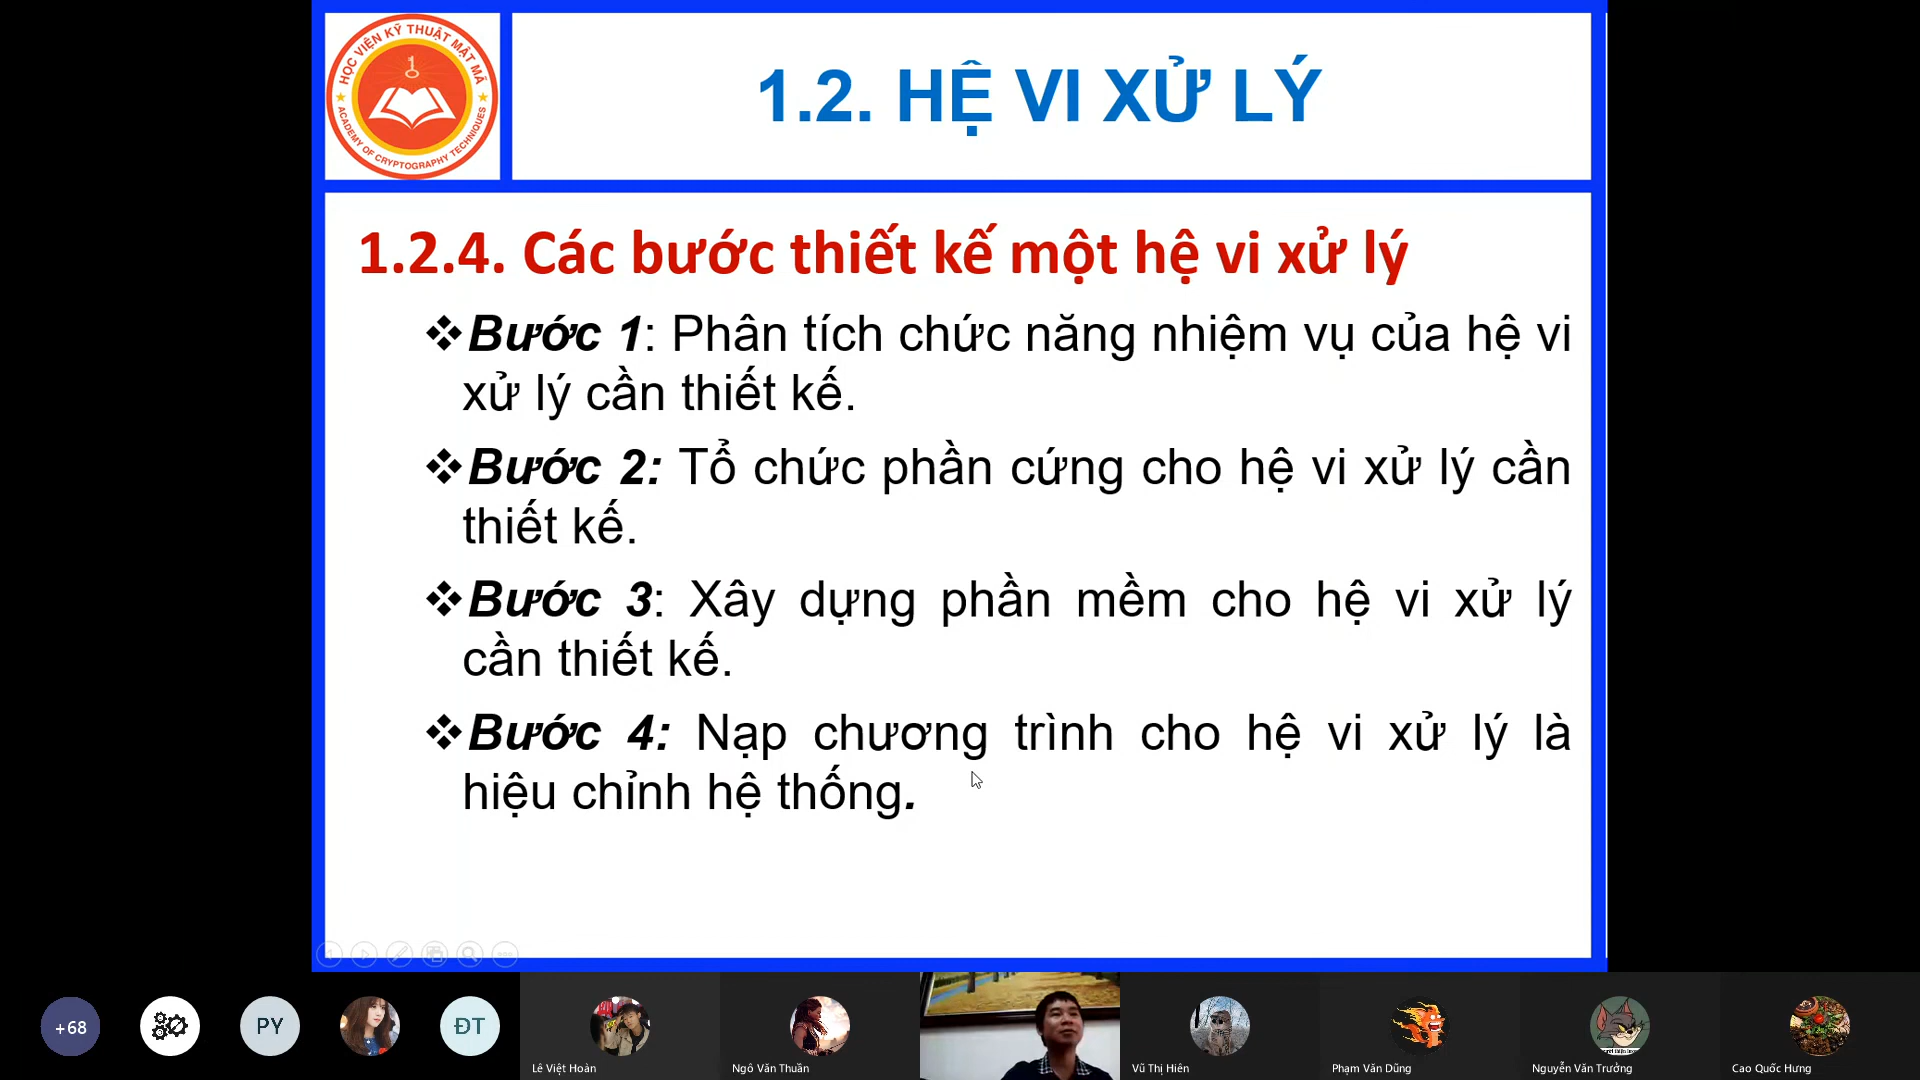 HỌC VIỆN KỸ THUẬT MẬT MÃ
ACADEMY OF CRYPTOGRAPHY TECHNIQUES
1.2. HỆ VI XỬ LÝ
1.2.4. Các bước thiết kế một hệ vi xử lý
❖Bước 1: Phân tích chức năng nhiệm vụ của hệ vi
xử lý cần thiết kế.
❖Bước 2: Tổ chức phần cứng cho hệ vi xử lý cần
thiết kế.
❖Bước 3: Xây dựng phần mềm cho hệ vi xử lý
cần thiết kế.
❖Bước 4: Nạp chương trình cho hệ vi xử lý là
hiệu chỉnh hệ thống.
+68
PY
ĐT
Lê Việt Hoàn
Ngô Văn Thuần
Vũ Thị Hiên
Phạm Văn Dũng
Nguyễn Văn Trưởng
Cao Quốc Hưng